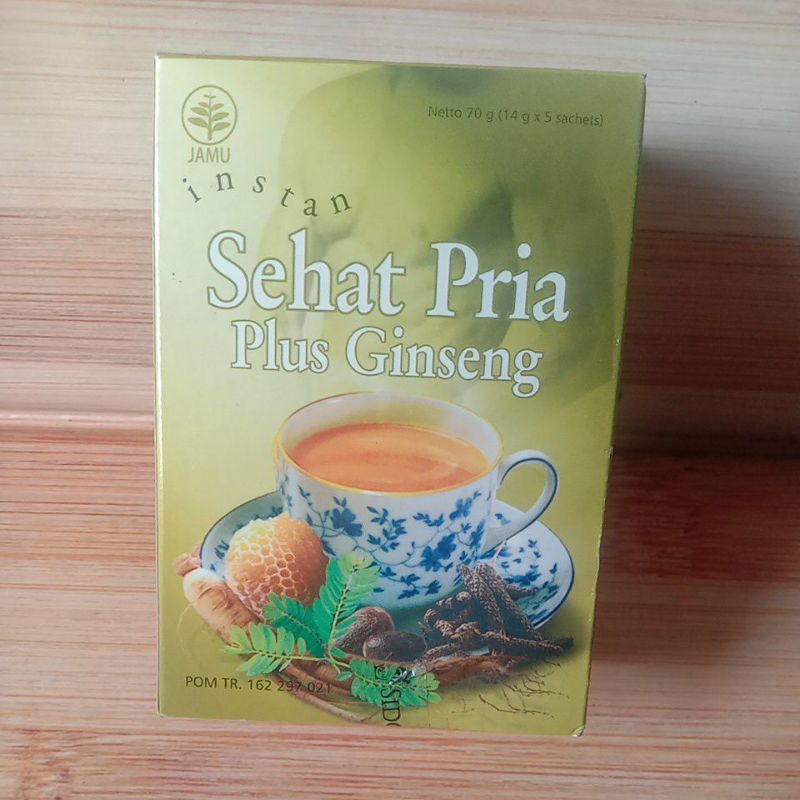 JAMU
Netto 70 g (14 g x 5 sachets)
instan
Sehat Pria
Plus Ginseng
POM TR. 162 297 021